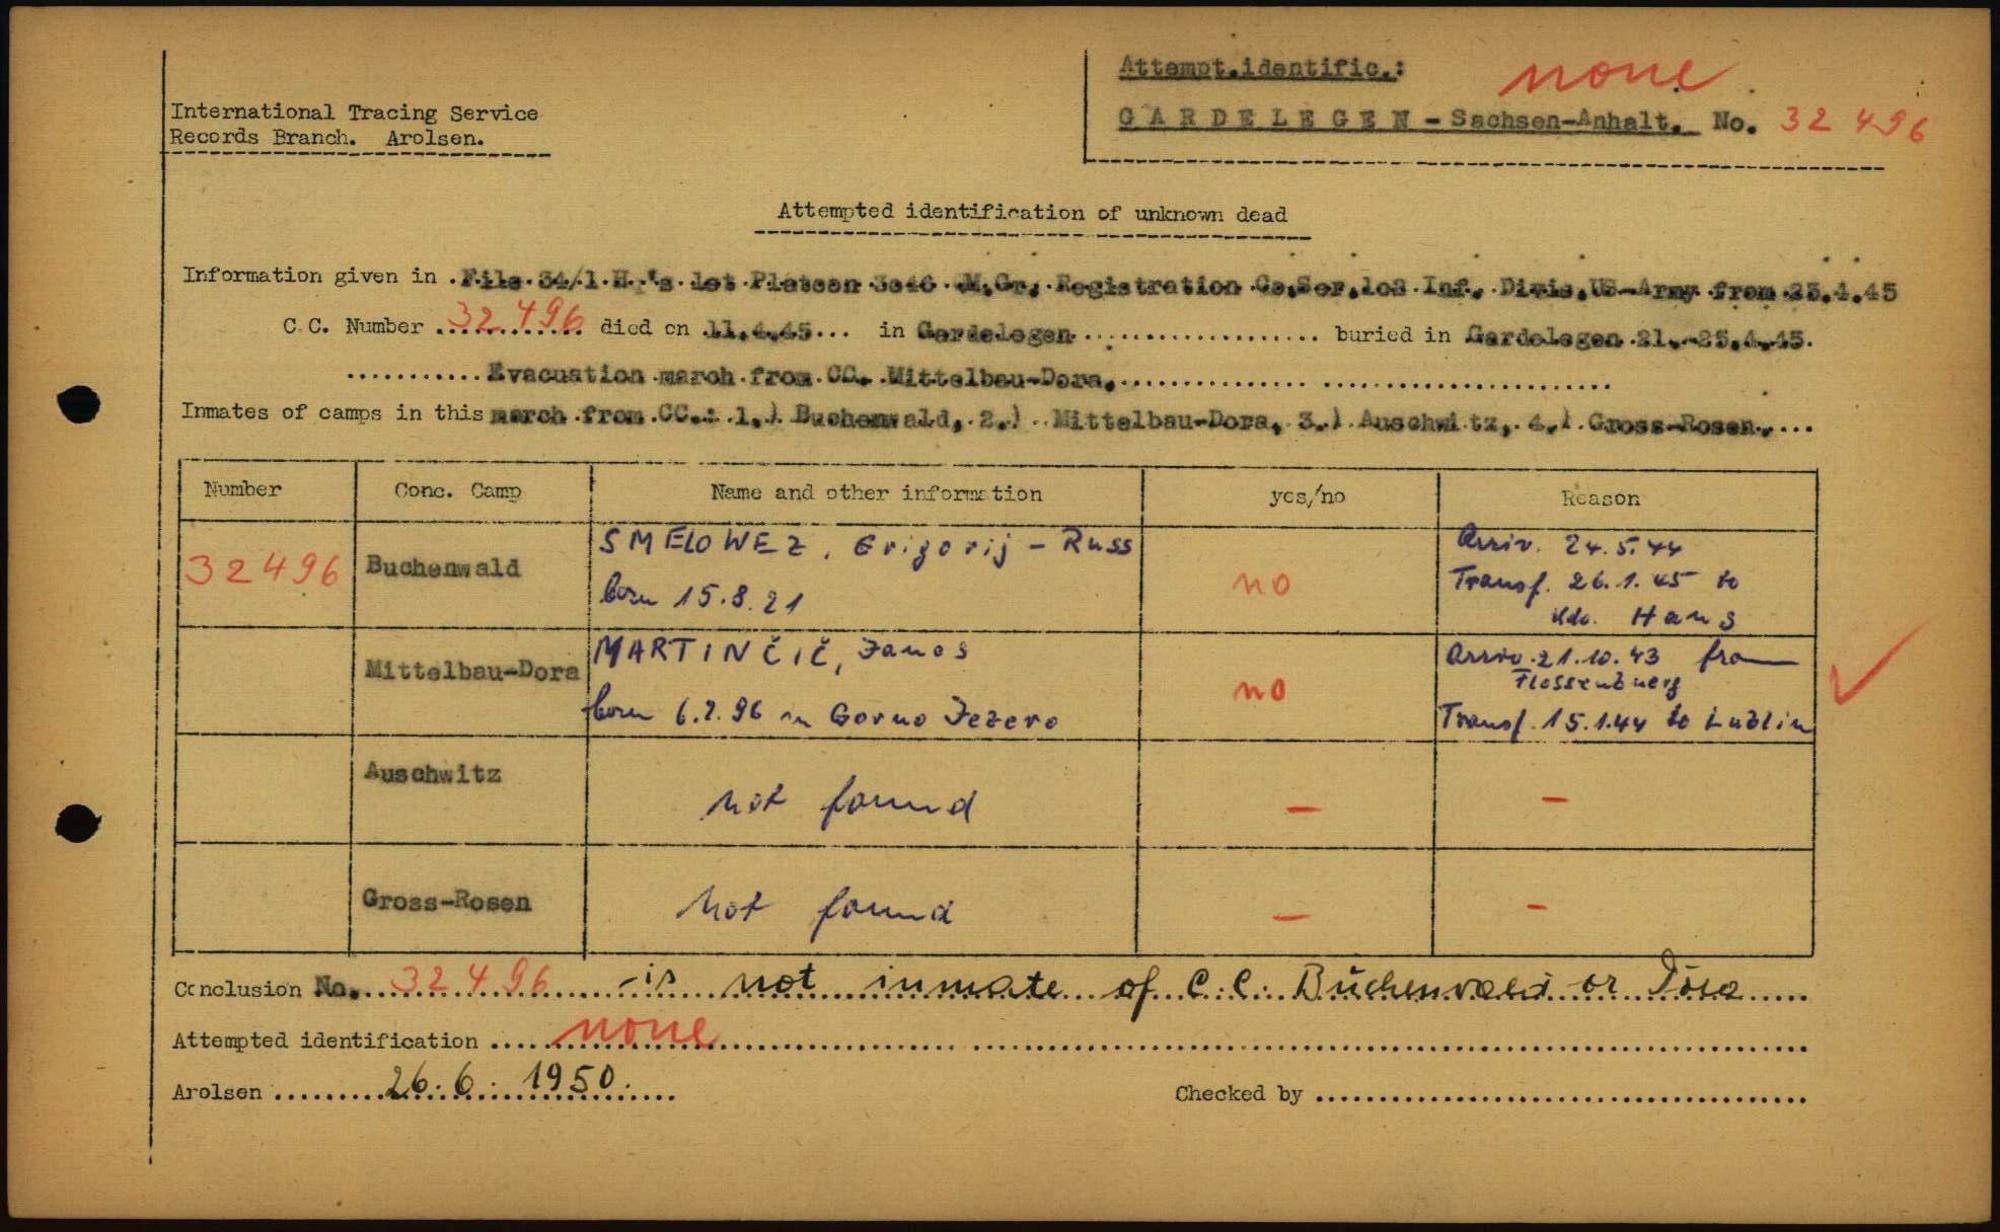 Attempt.identific.: none
International Tracing Service
GARDELEGEN - Sachsen-Anhalt. No. 32 496
Records Branch. Arolsen.
Attempted identification of unknown dead
Information given in .File 34/1 H. 's 1st Platoon 3046 M.Gr. Registration Co.Ser.102 Inf. Divis.US-Army from 25.4.45
C.C. Number 32 496 died on 11.4.45... in Gardelegen buried in Gardelegen 21.-25.4.45.
Evacuation march from CC. Mittelbau-Dora.
Inmates of camps in this march from CC.: 1.) Buchenwald, 2.) Mittelbau-Dora, 3.) Auschwitz, 4.) Gross-Rosen....
Number Conc. Camp Name and other information yes/no Reason
32496 Buchenwald SMELOWEZ, Grigorij - Russ born 15.8.21 no Arriv. 24.5.44 Transf. 26.1.45 to Kdo. Hans
Mittelbau-Dora MARTINČIČ, Janes born 6.2.96 in Gorno Jezero no Arriv. 21.10.43 from Flossenbuerg Transf. 15.1.44 to Lublin
Auschwitz not found – –
Gross-Rosen not found – –
Conclusion No. 32 496 - is not inmate of C.C. Buchenwald or Dora
Attempted identification none
Arolsen 26. 6. 1950. Checked by